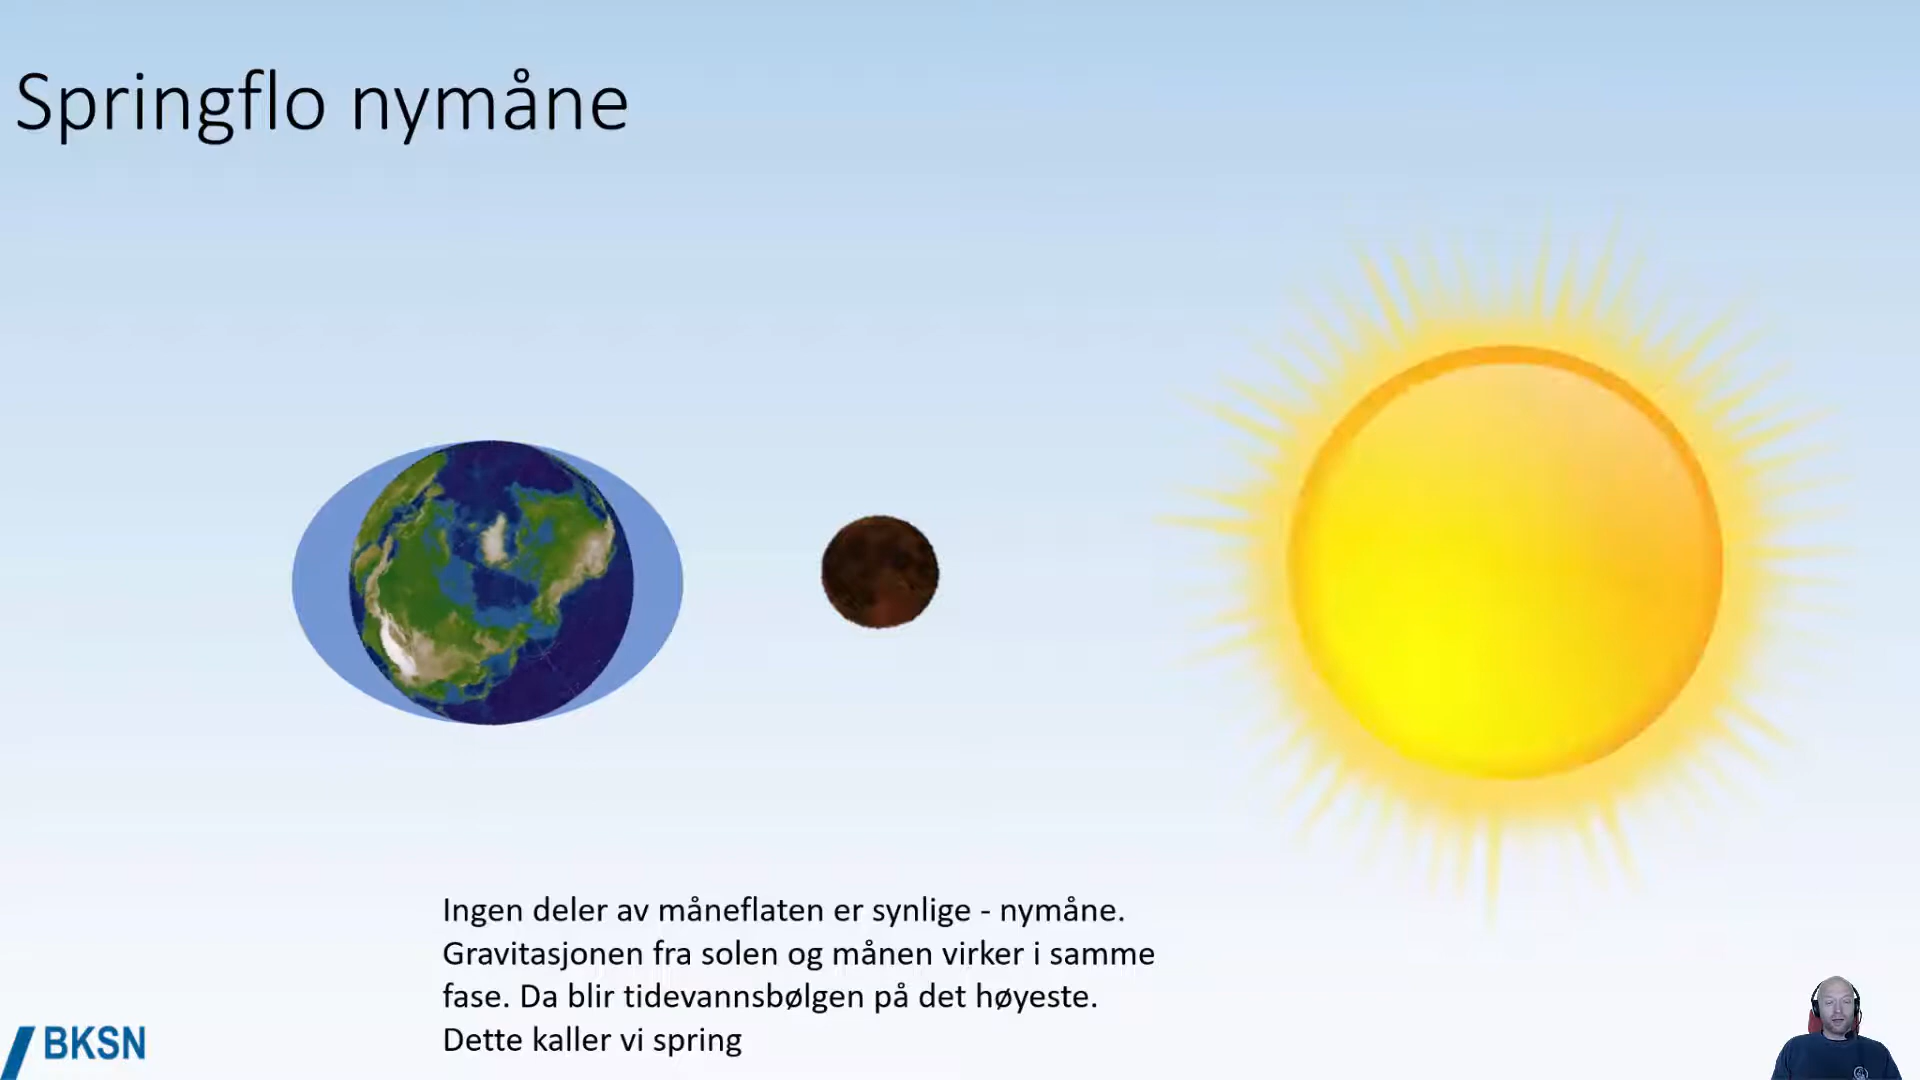 Springflo nymåne
Ingen deler av måneflaten er synlige - nymåne.
Gravitasjonen fra solen og månen virker i samme
fase. Da blir tidevannsbølgen på det høyeste.
Dette kaller vi spring
BKSN